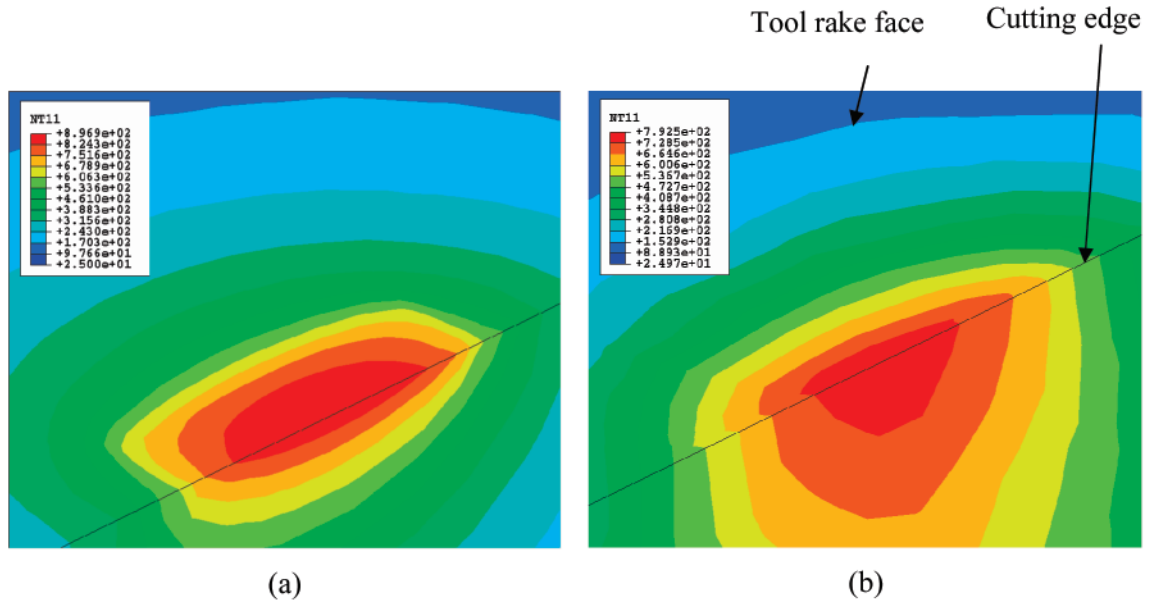 Tool rake face
Cutting edge
NT11
+8.969e+02
+8.243e+02
+7.516e+02
+6.789e+02
+6.063e+02
+5.336e+02
+4.610e+02
+3.883e+02
+3.156e+02
+2.430e+02
+1.703e+02
+9.766e+01
+2.500e+01
NT11
+7.925e+02
+7.285e+02
+6.646e+02
+6.006e+02
+5.367e+02
+4.727e+02
+4.087e+02
+3.448e+02
+2.808e+02
+2.169e+02
+1.529e+02
+8.893e+01
+2.497e+01
(a)
(b)